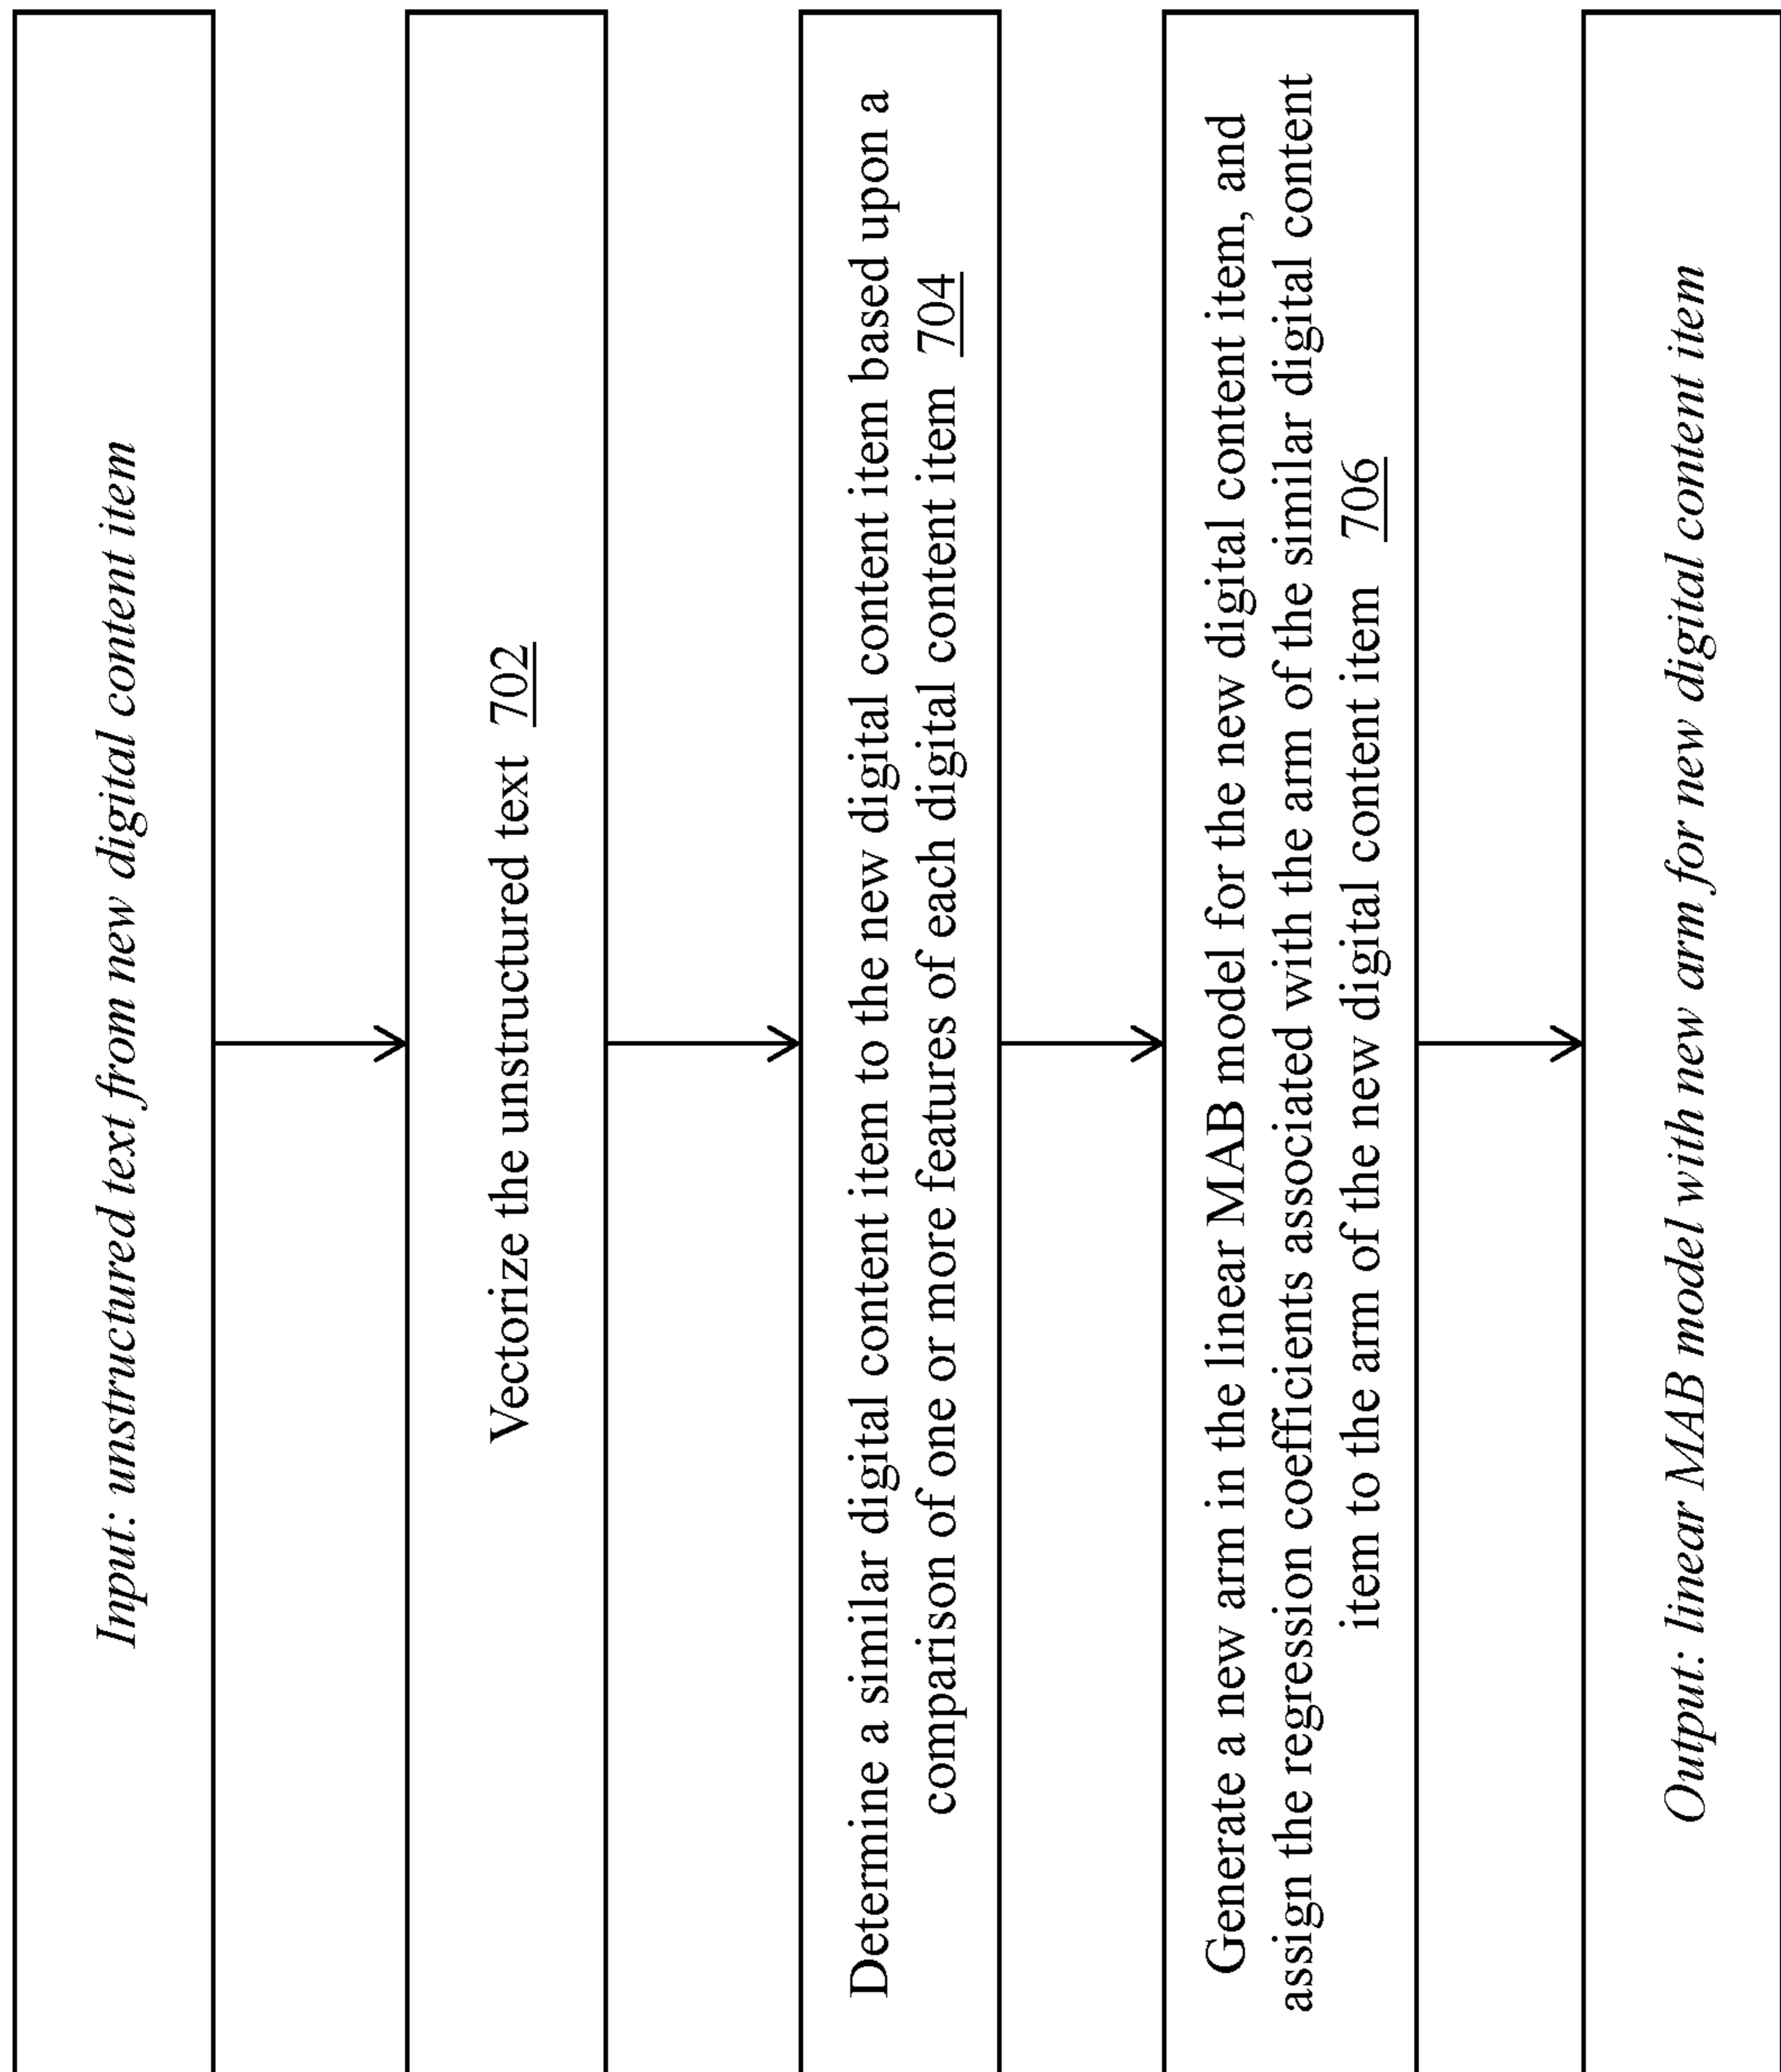 Input: unstructured text from new digital content item
Vectorize the unstructured text 702
Determine a similar digital content item to the new digital content item based upon a
comparison of one or more features of each digital content item 704
Generate a new arm in the linear MAB model for the new digital content item, and
assign the regression coefficients associated with the arm of the similar digital content
item to the arm of the new digital content item 706
Output: linear MAB model with new arm for new digital content item